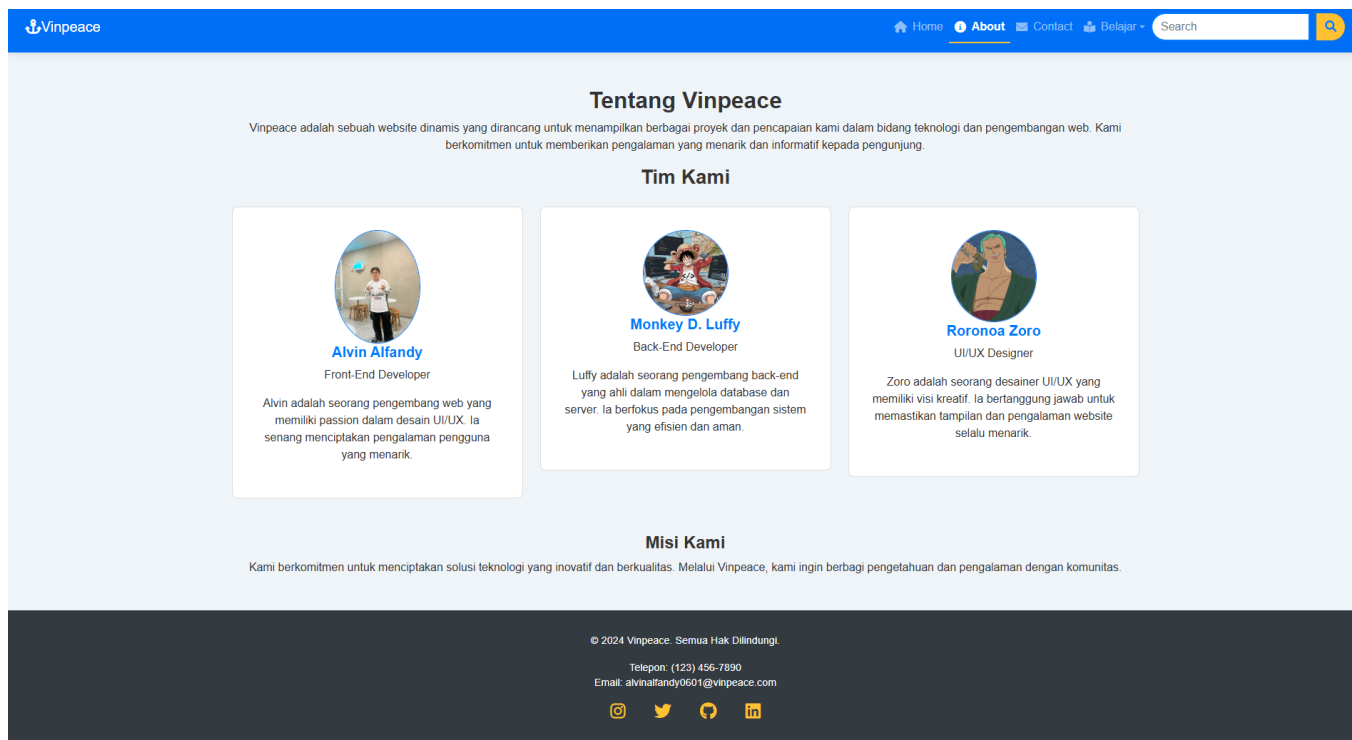 Vinpeace
Home About Contact Belajar Search
Tentang Vinpeace
Vinpeace adalah sebuah website dinamis yang dirancang untuk menampilkan berbagai proyek dan pencapaian kami dalam bidang teknologi dan pengembangan web. Kami
berkomitmen untuk memberikan pengalaman yang menarik dan informatif kepada pengunjung.
Tim Kami
Alvin Alfandy
Front-End Developer
Alvin adalah seorang pengembang web yang
memiliki passion dalam desain UI/UX. Ia
senang menciptakan pengalaman pengguna
yang menarik.
Monkey D. Luffy
Back-End Developer
Luffy adalah seorang pengembang back-end
yang ahli dalam mengelola database dan
server. Ia berfokus pada pengembangan sistem
yang efisien dan aman.
Roronoa Zoro
UI/UX Designer
Zoro adalah seorang desainer UI/UX yang
memiliki visi kreatif. Ia bertanggung jawab untuk
memastikan tampilan dan pengalaman website
selalu menarik.
Misi Kami
Kami berkomitmen untuk menciptakan solusi teknologi yang inovatif dan berkualitas. Melalui Vinpeace, kami ingin berbagi pengetahuan dan pengalaman dengan komunitas.
© 2024 Vinpeace. Semua Hak Dilindungi.
Telepon: (123) 456-7890
Email: alvinalfandy0601@vinpeace.com